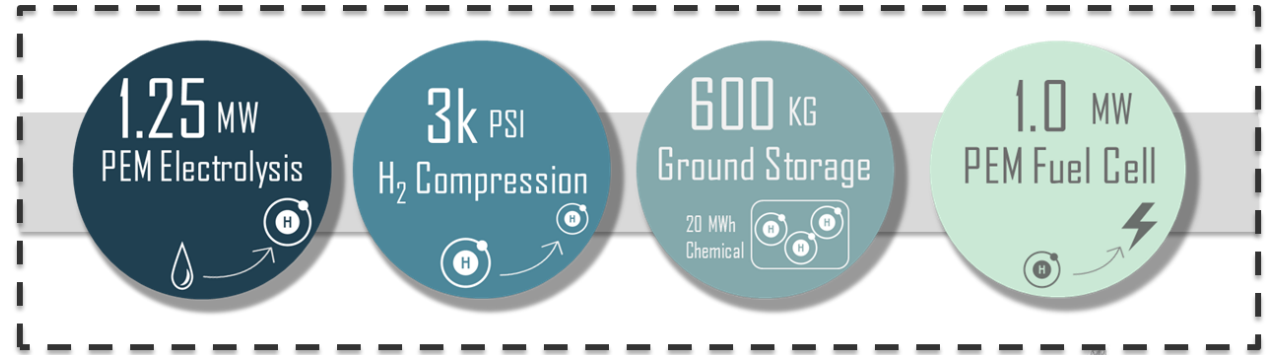 1.25 MW
PEM Electrolysis
H
3k PSI
H₂ Compression
H
H
600 KG
Ground Storage
20 MWh
Chemical
H
H
H
1.0 MW
PEM Fuel Cell
H